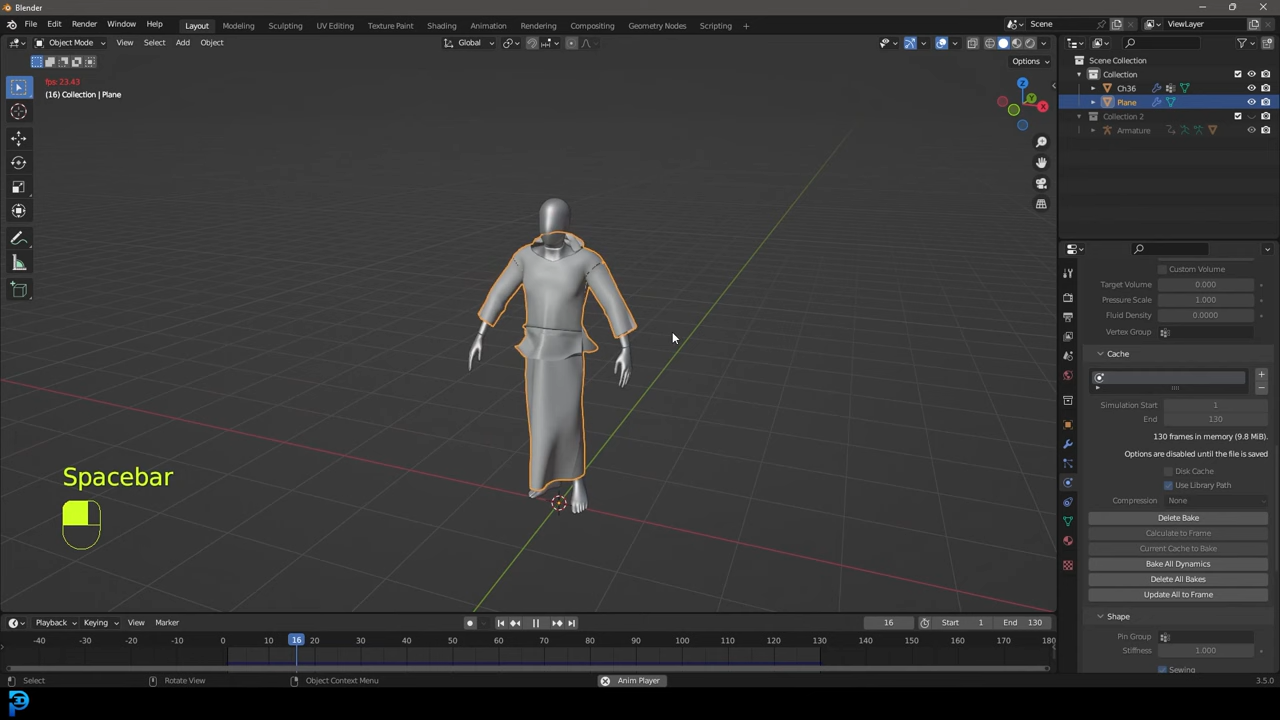 Blender
File Edit Render Window Help
Layout Modeling Sculpting UV Editing Texture Paint Shading Animation Rendering Compositing Geometry Nodes Scripting
Scene
ViewLayer
Object Mode View Select Add Object
Global
Options
fps: 23.43
(16) Collection | Plane
Z
Y
X
Scene Collection
Collection
Ch36
Plane
Collection 2
Armature
Custom Volume
Target Volume 0.000
Pressure Scale 1.000
Fluid Density 0.0000
Vertex Group
Cache
Simulation Start 1
End 130
130 frames in memory (9.8 MiB).
Options are disabled until the file is saved
Disk Cache
Use Library Path
Compression None
Delete Bake
Calculate to Frame
Current Cache to Bake
Bake All Dynamics
Delete All Bakes
Update All to Frame
Shape
Pin Group
Stiffness 1.000
Sewing
Spacebar
Playback Keying View Marker
16 Start 1 End 130
-40 -30 -20 -10 10 16 20 30 40 50 60 70 80 90 100 110 120 130 140 150 160 170 180
Select Rotate View Object Context Menu Anim Player 3.5.0